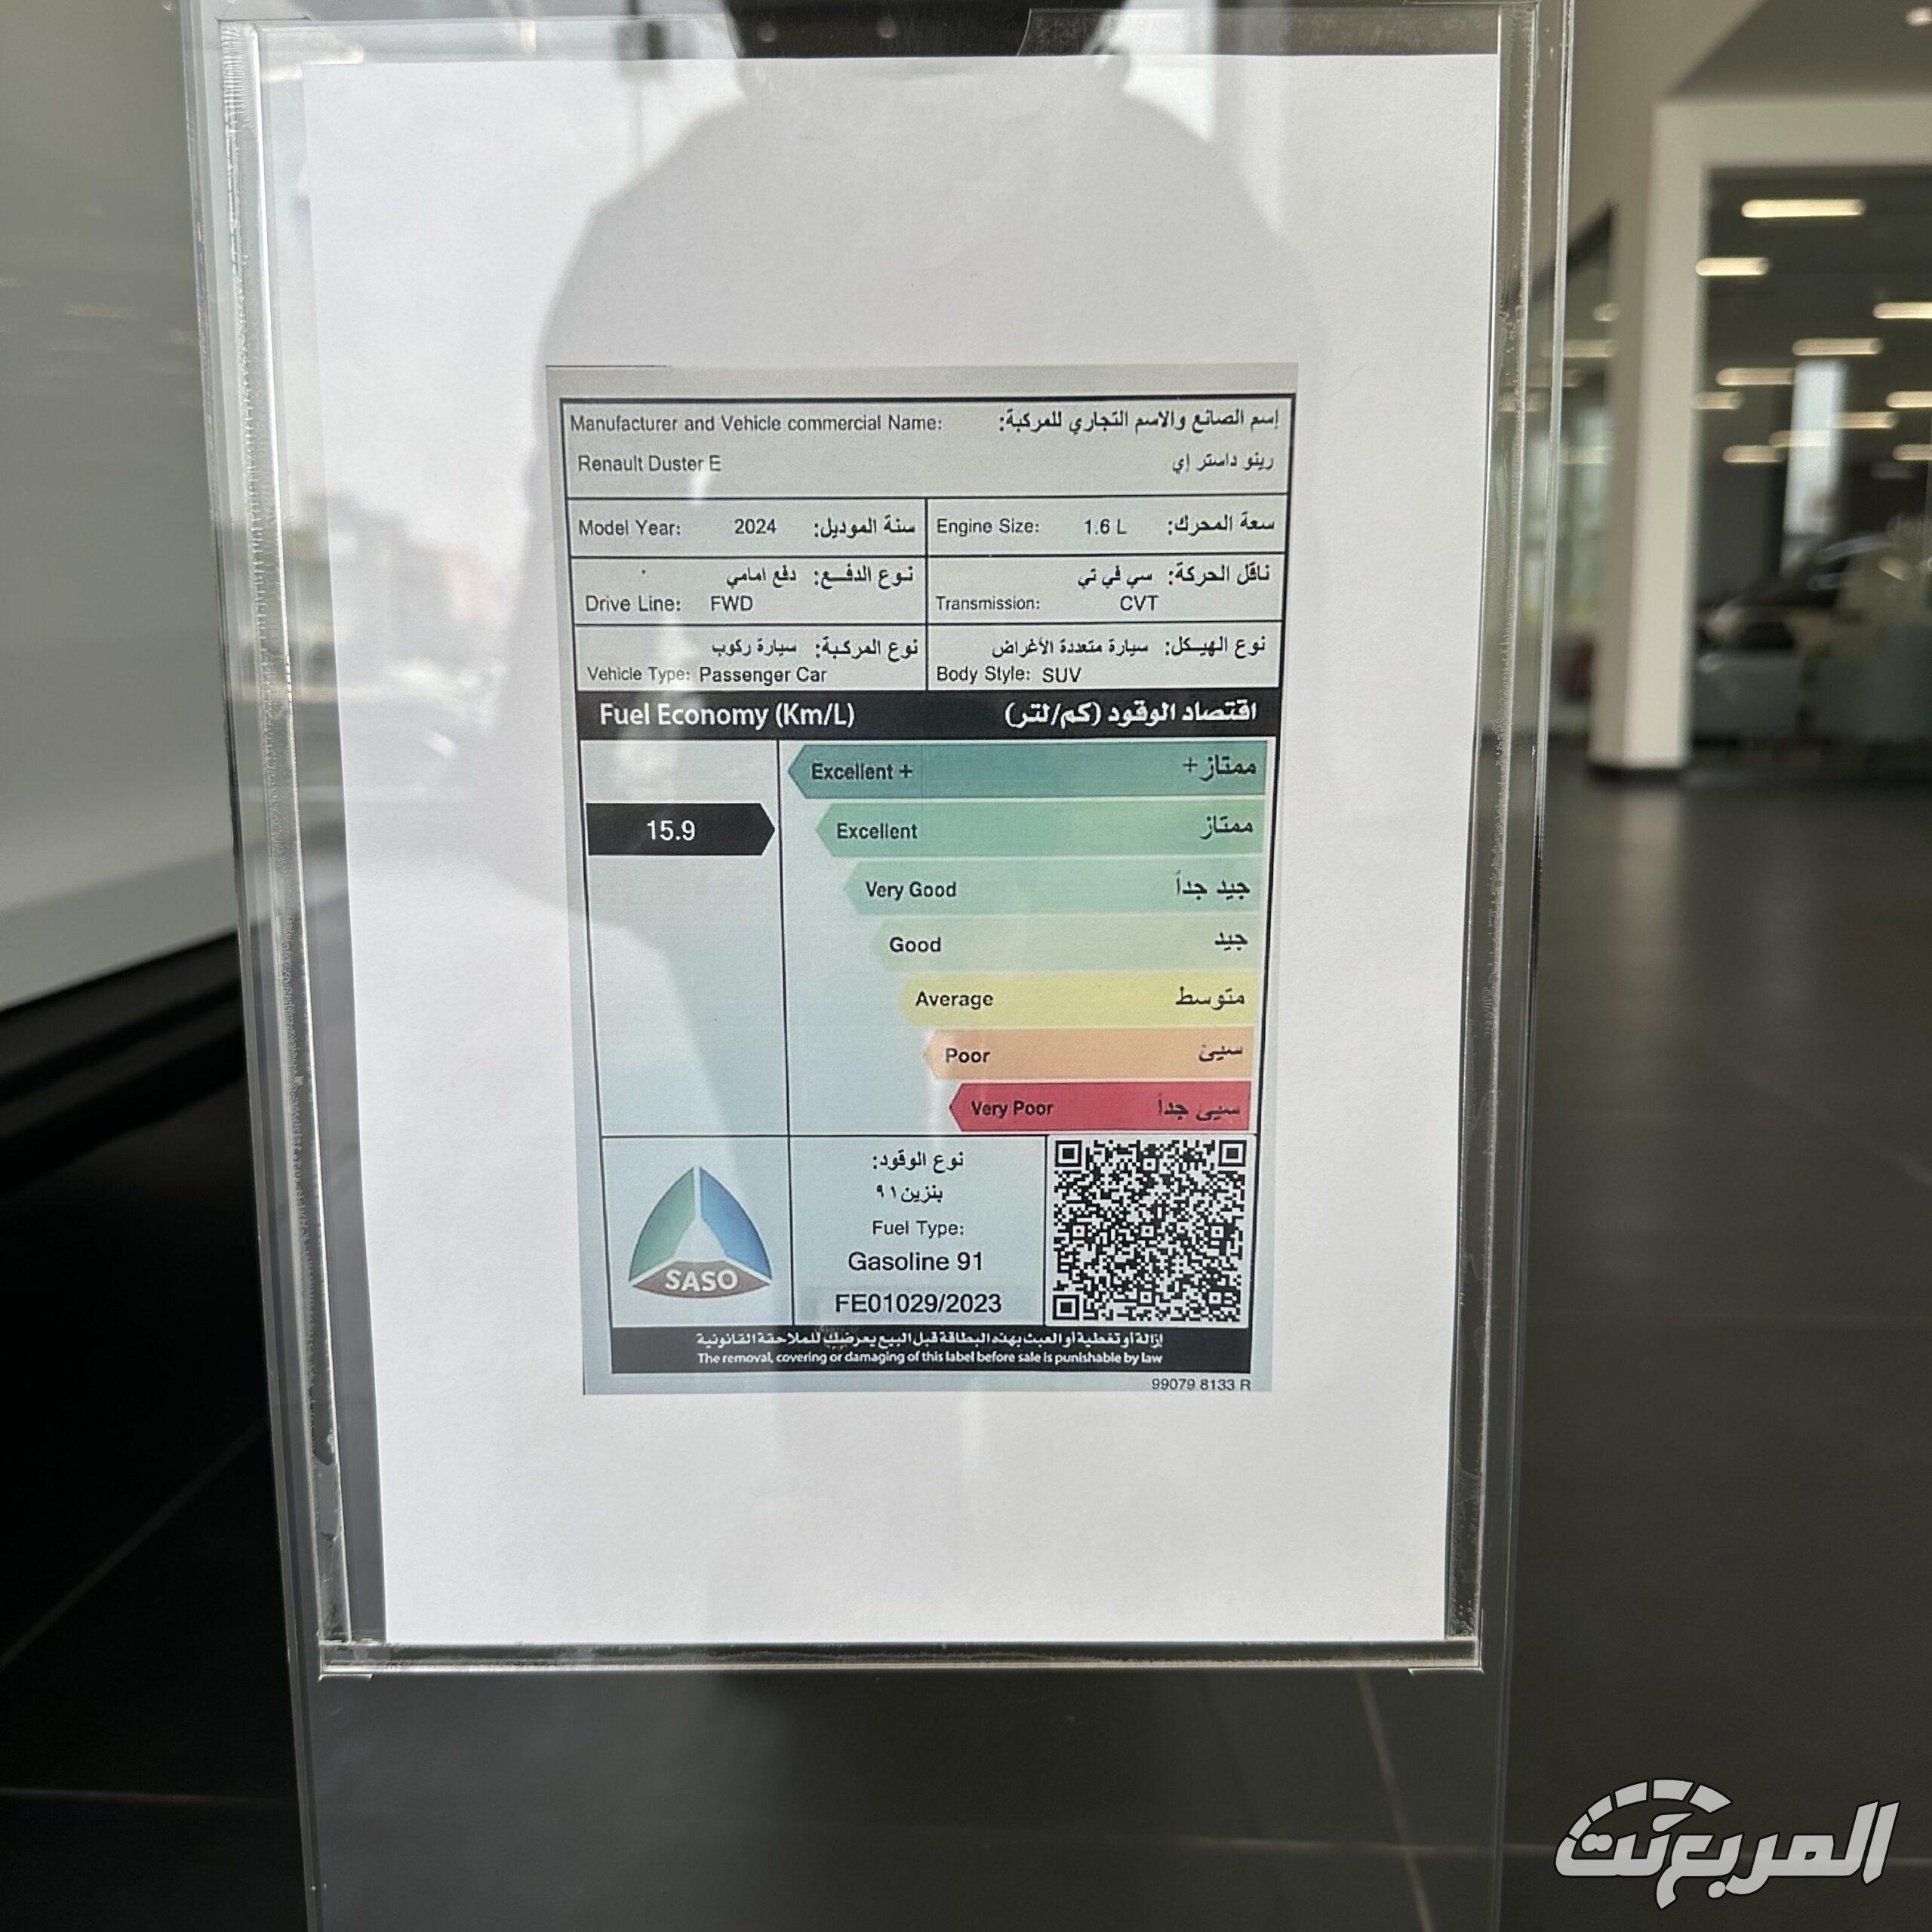 Manufacturer and Vehicle commercial Name: إسم الصانع والاسم التجاري للمركبة:
Renault Duster E رينو داستر إي
Model Year: 2024 سنة الموديل: Engine Size: 1.6 L سعة المحرك:
نوع الدفـع: دفع امامي ناقل الحركة: سي في تي
Drive Line: FWD Transmission: CVT
نوع المركبة: سيارة ركوب نوع الهيـكل: سيارة متعددة الأغراض
Vehicle Type: Passenger Car Body Style: SUV
Fuel Economy (Km/L) اقتصاد الوقود (كم/لتر)
Excellent + ممتاز+
15.9 Excellent ممتاز
Very Good جيد جداً
Good جيد
Average متوسط
Poor سيئ
Very Poor سيئ جداً
نوع الوقود:
بنزين٩١
Fuel Type:
Gasoline 91
SASO
FE01029/2023
إزالة أو تغطية أو العبث بهذه البطاقة قبل البيع يعرضك للملاحقة القانونية
The removal, covering or damaging of this label before sale is punishable by law
99079 8133 R
المربع نت